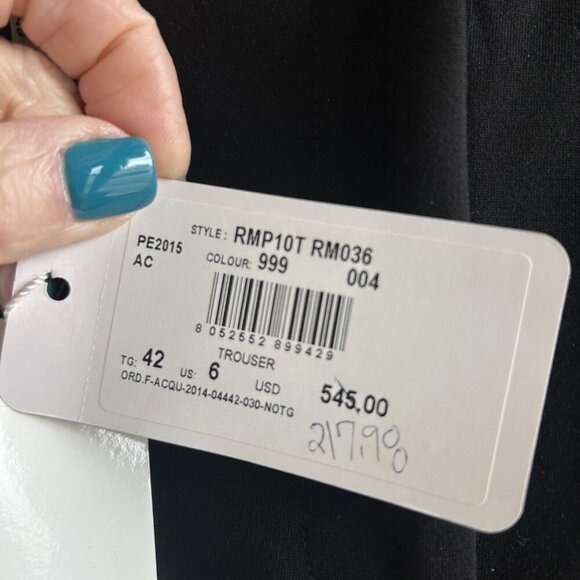 PE2015 STYLE: RMP10T RM036
AC COLOUR: 999 004
8 052552 899429
TROUSER
TG: 42 US: 6 USD 545,00
ORD.F-ACQU-2014-04442-030-NOTG
217,90